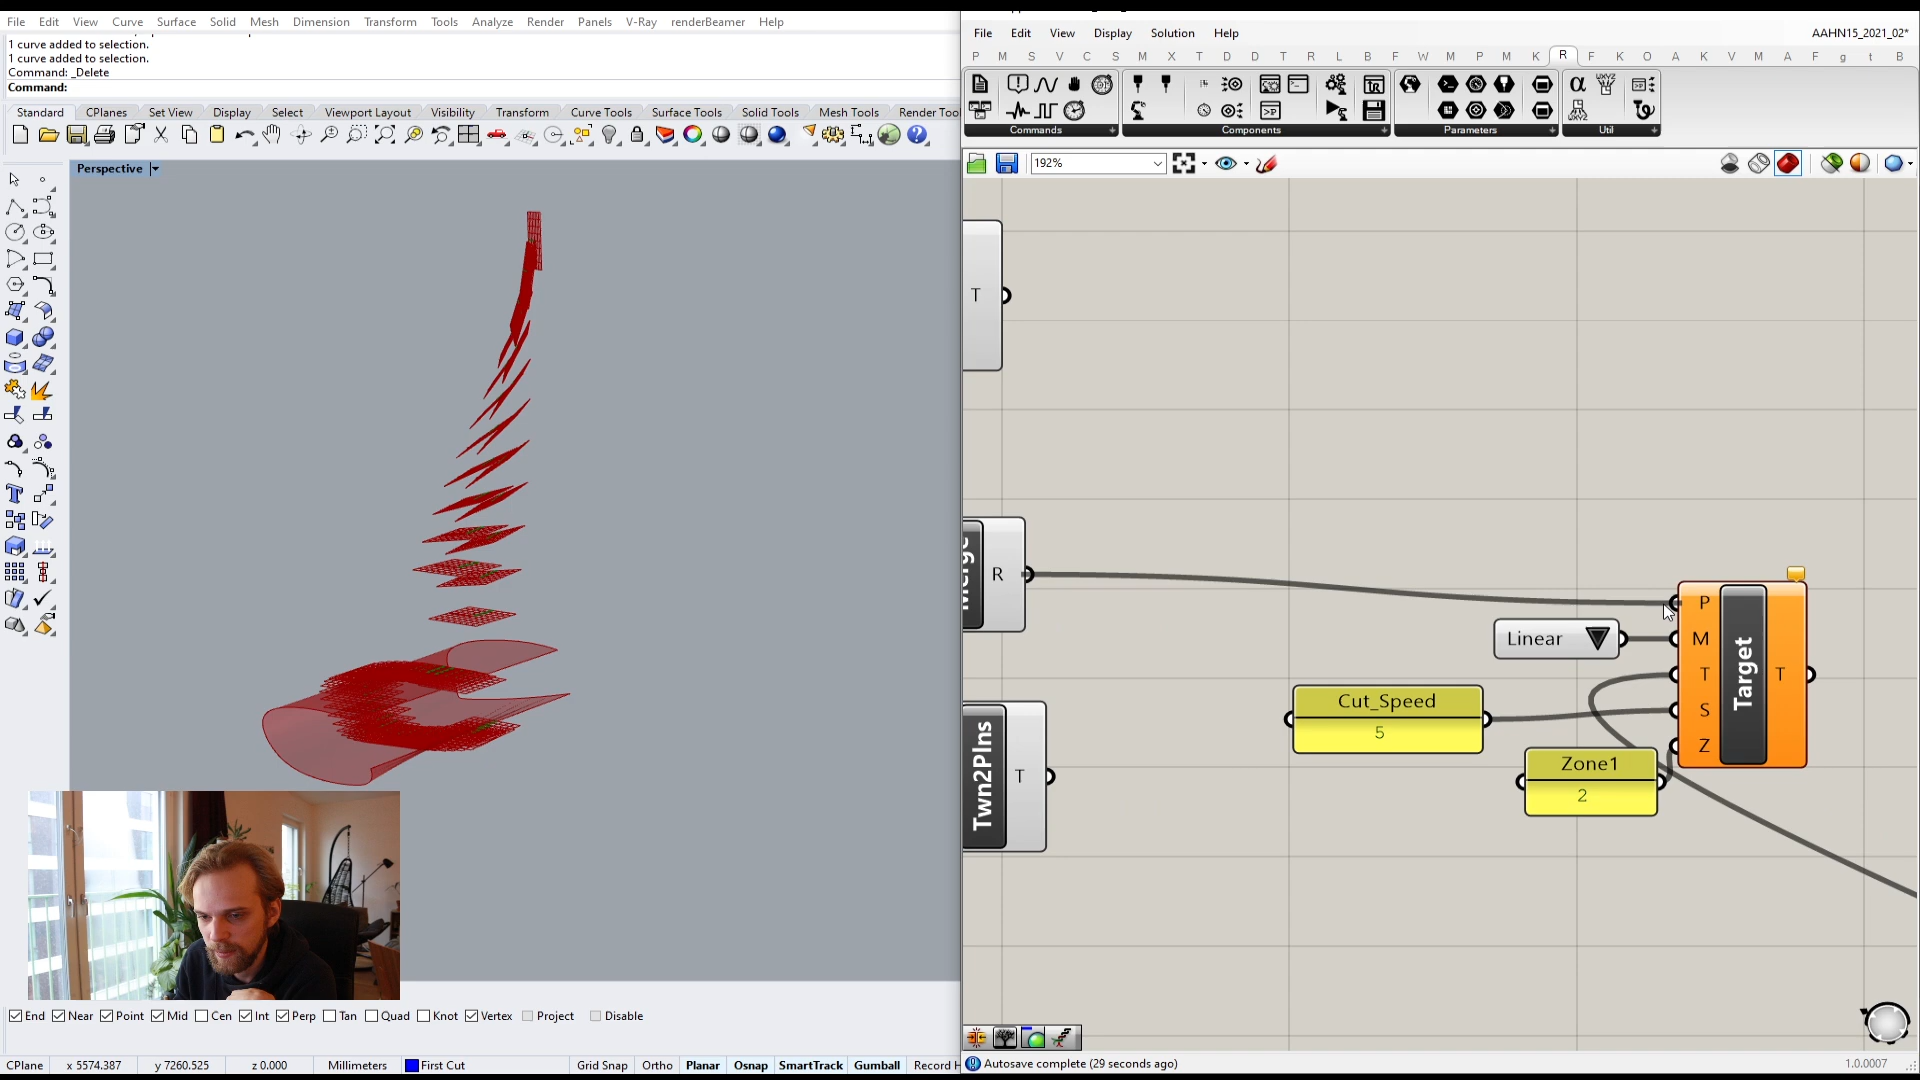 File Edit View Curve Surface Solid Mesh Dimension Transform Tools Analyze Render Panels V-Ray renderBeamer Help
1 curve added to selection.
1 curve added to selection.
Command: _Delete
Command:
Standard CPlanes Set View Display Select Viewport Layout Visibility Transform Curve Tools Surface Tools Solid Tools Mesh Tools Render Too
Perspective
End Near Point Mid Cen Int Perp Tan Quad Knot Vertex Project Disable
CPlane x 5574.387 y 7260.525 z 0.000 Millimeters First Cut Grid Snap Ortho Planar Osnap SmartTrack Gumball Record H
File Edit View Display Solution Help AAHN15_2021_02*
P M S V C S M X T D D T R L B F g M P M K R F K O D A K V M A F g t B
Commands Components Parameters Util
192%
T
Merge R
Twn2Plns T
Linear
Cut_Speed
5
Zone1
2
P
M
T
S
Z
Target
T
Autosave complete (29 seconds ago) 1.0.0007